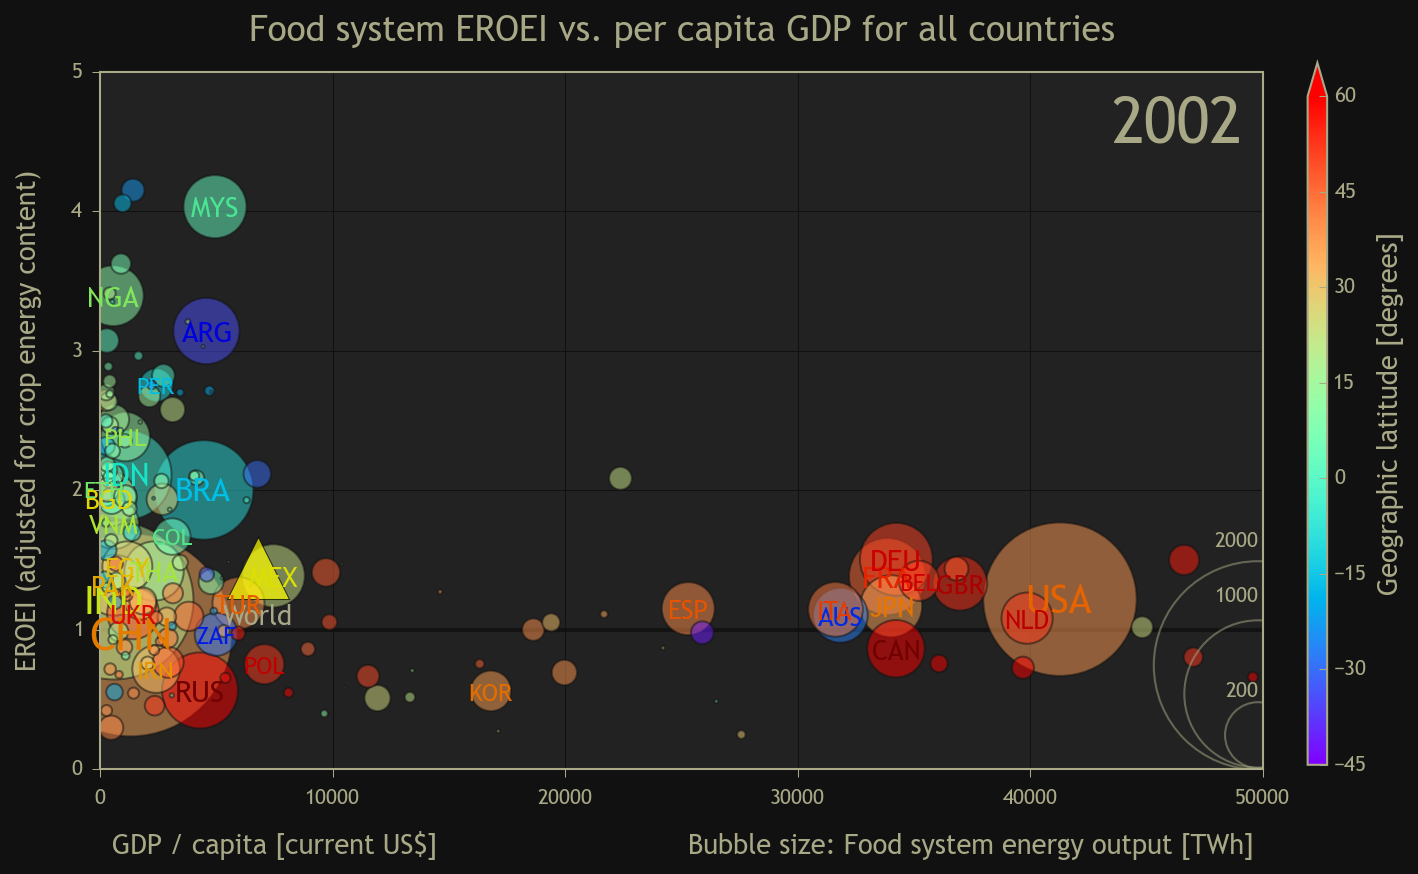 Food system EROEI vs. per capita GDP for all countries
2002
EROEI (adjusted for crop energy content)
5
4
3
2
1
0
MYS
NGA
ARG
PER
PHL
IDN
BRA
BGD
VNM
COL
EGY
MEX
IND
TUR
World
UKR
CHN
ZAF
POL
IRN
RUS
KOR
ESP
ITA
AUS
DEU
FRA
BEL
GBR
JPN
CAN
NLD
USA
2000
1000
200
0
10000
20000
30000
40000
50000
GDP / capita [current US$]
Bubble size: Food system energy output [TWh]
60
45
30
15
0
−15
−30
−45
Geographic latitude [degrees]